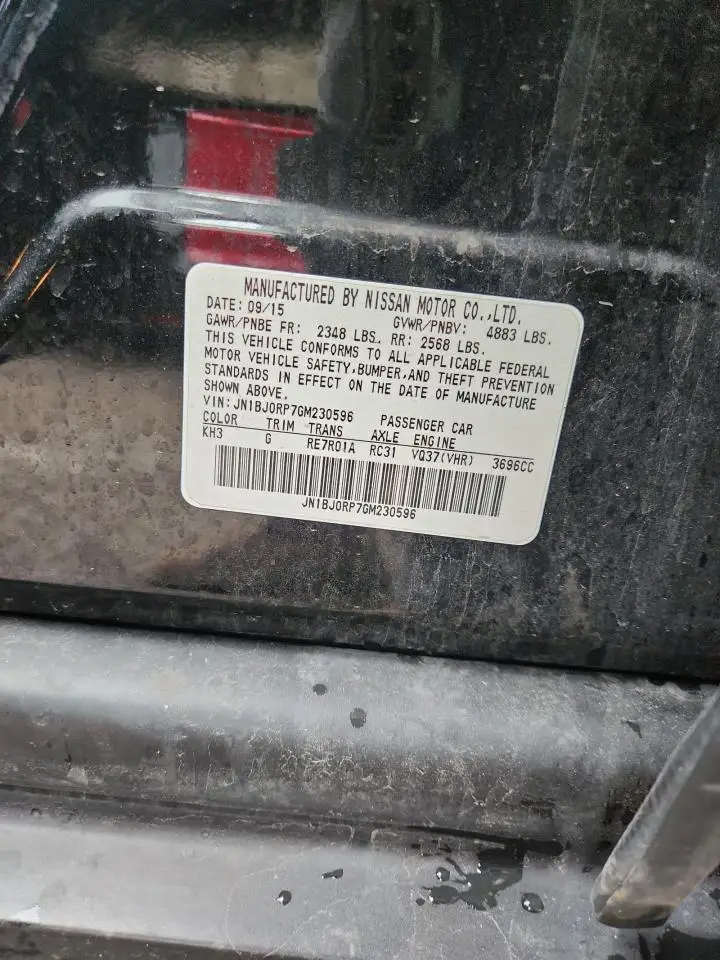 MANUFACTURED BY NISSAN MOTOR CO.,LTD.
DATE: 09/15 GVWR/PNBV: 4883 LBS.
GAWR/PNBE FR: 2348 LBS. RR: 2568 LBS.
THIS VEHICLE CONFORMS TO ALL APPLICABLE FEDERAL
MOTOR VEHICLE SAFETY,BUMPER,AND THEFT PREVENTION
STANDARDS IN EFFECT ON THE DATE OF MANUFACTURE
SHOWN ABOVE.
VIN: JN1BJ0RP7GM230596 PASSENGER CAR
COLOR TRIM TRANS AXLE ENGINE
KH3 G RE7R01A RC31 VQ37(VHR) 3696CC
JN1BJ0RP7GM230596